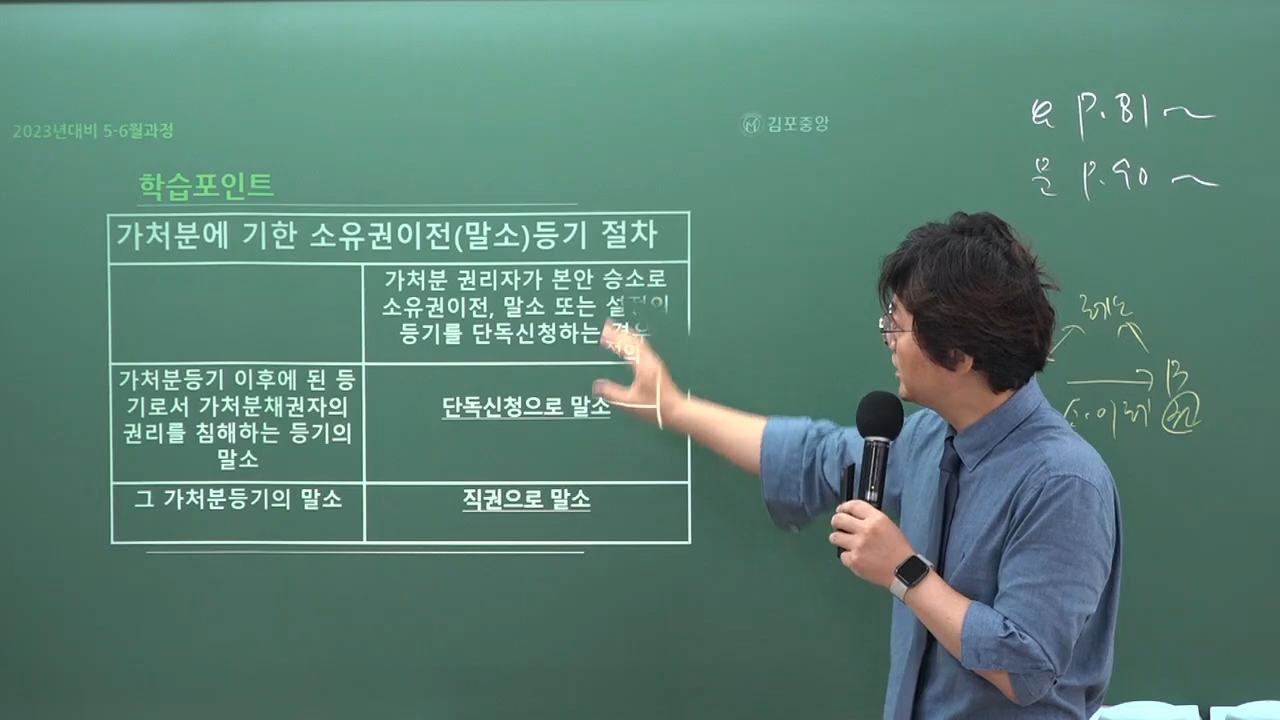 2023년대비 5-6월과정
김포중앙
요 P.81~
문 P.90~
학습포인트
가처분에 기한 소유권이전(말소)등기 절차
가처분 권리자가 본안 승소로
소유권이전, 말소 또는 설정의
등기를 단독신청하는 경우
가처분등기 이후에 된 등
기로서 가처분채권자의
권리를 침해하는 등기의
말소
단독신청으로 말소
그 가처분등기의 말소
직권으로 말소
B